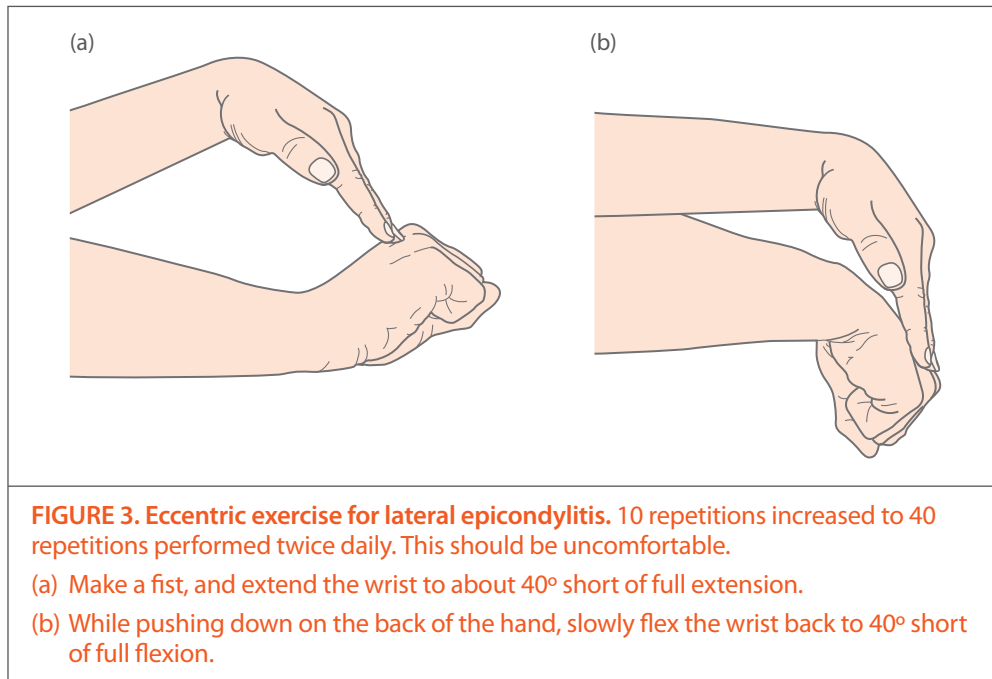 (a)
(b)
FIGURE 3. Eccentric exercise for lateral epicondylitis. 10 repetitions increased to 40
repetitions performed twice daily. This should be uncomfortable.
(a) Make a fist, and extend the wrist to about 40º short of full extension.
(b) While pushing down on the back of the hand, slowly flex the wrist back to 40º short
of full flexion.